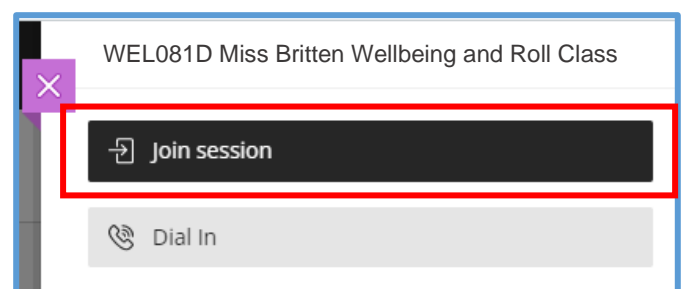 WEL081D Miss Britten Wellbeing and Roll Class
Join session
Dial In